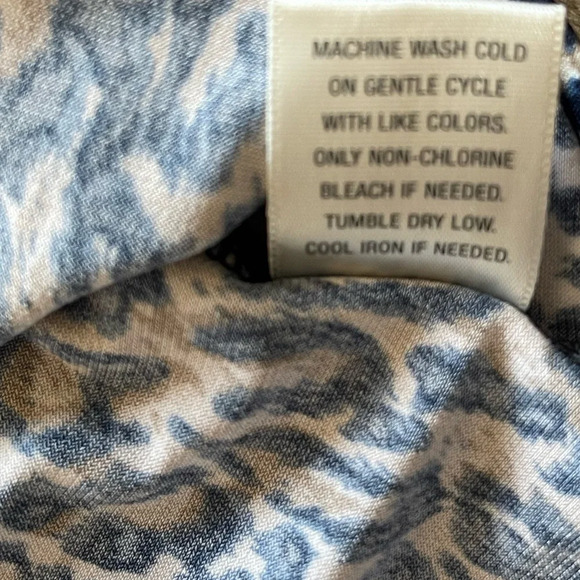 MACHINE WASH COLD
ON GENTLE CYCLE
WITH LIKE COLORS.
ONLY NON-CHLORINE
BLEACH IF NEEDED.
TUMBLE DRY LOW.
COOL IRON IF NEEDED.